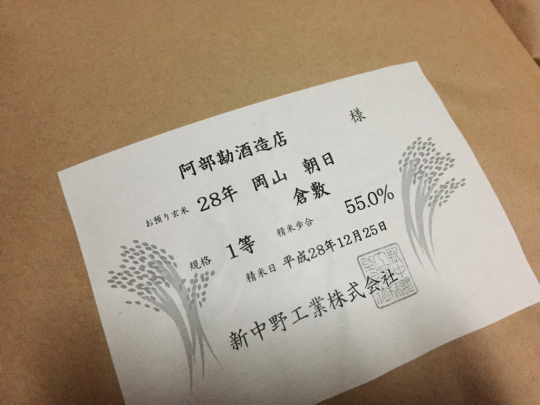 阿部勘酒造店 様
お預り玄米 28年 岡山 朝日
倉敷
規格 1等 精米歩合 55.0%
精米日 平成28年12月25日
新中野工業株式会社